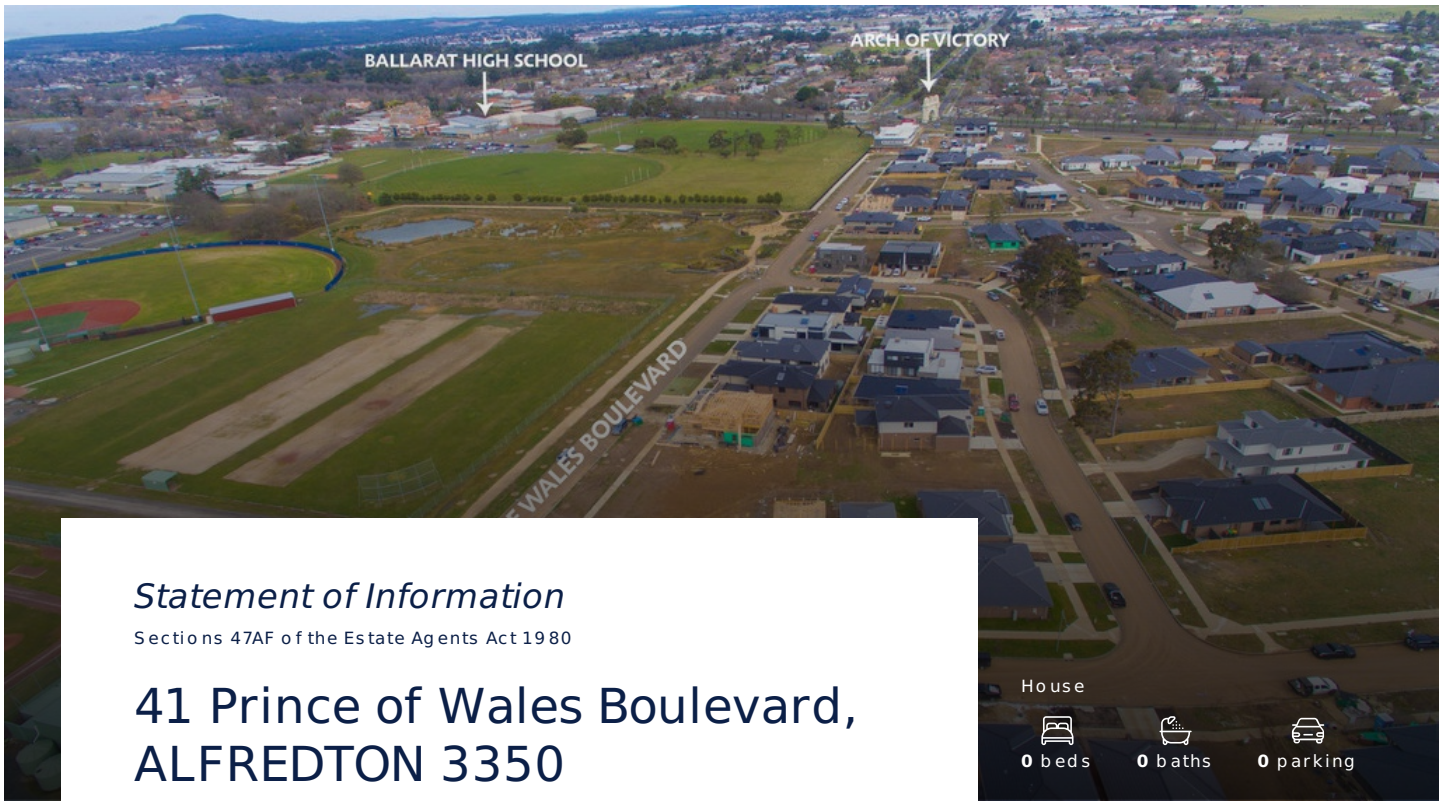 BALLARAT HIGH SCHOOL
ARCH OF VICTORY
WALES BOULEVARD
Statement of Information
Sections 47AF of the Estate Agents Act 1980
41 Prince of Wales Boulevard,
ALFREDTON 3350
House
0 beds 0 baths 0 parking